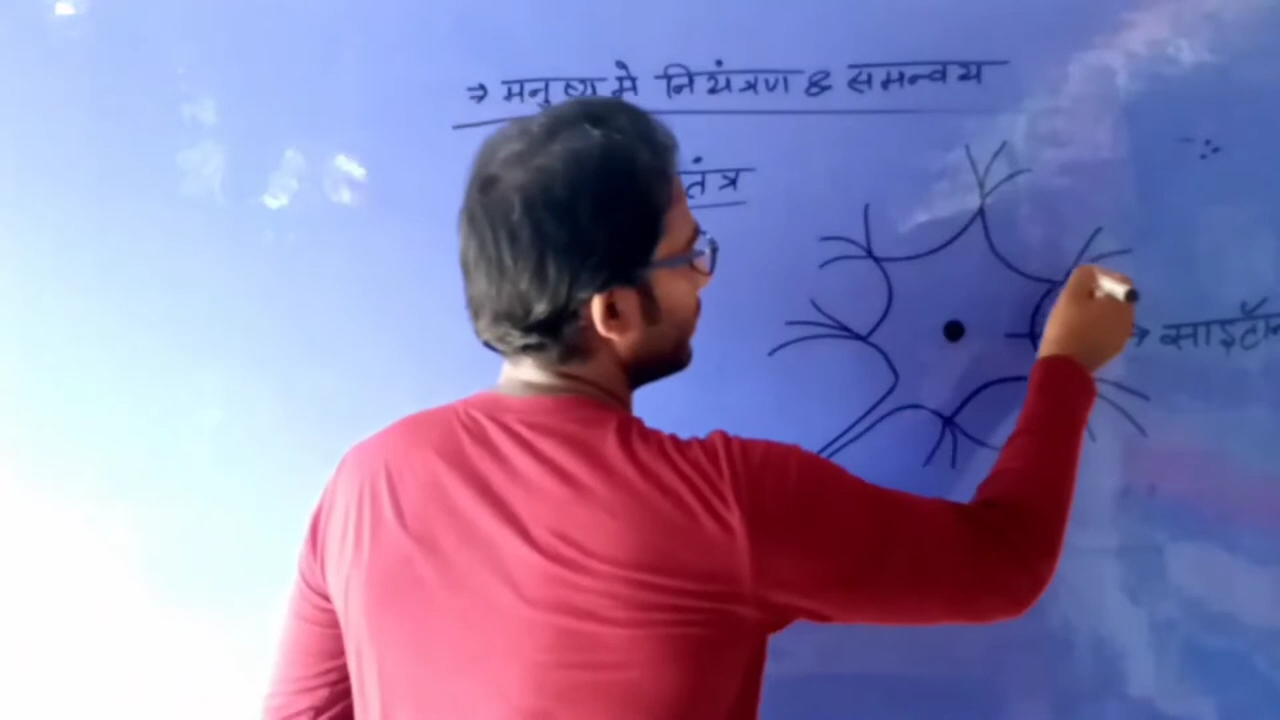 → मनुष्य मे नियंत्रण & समन्वय
तंत्र
→ साइटॉ